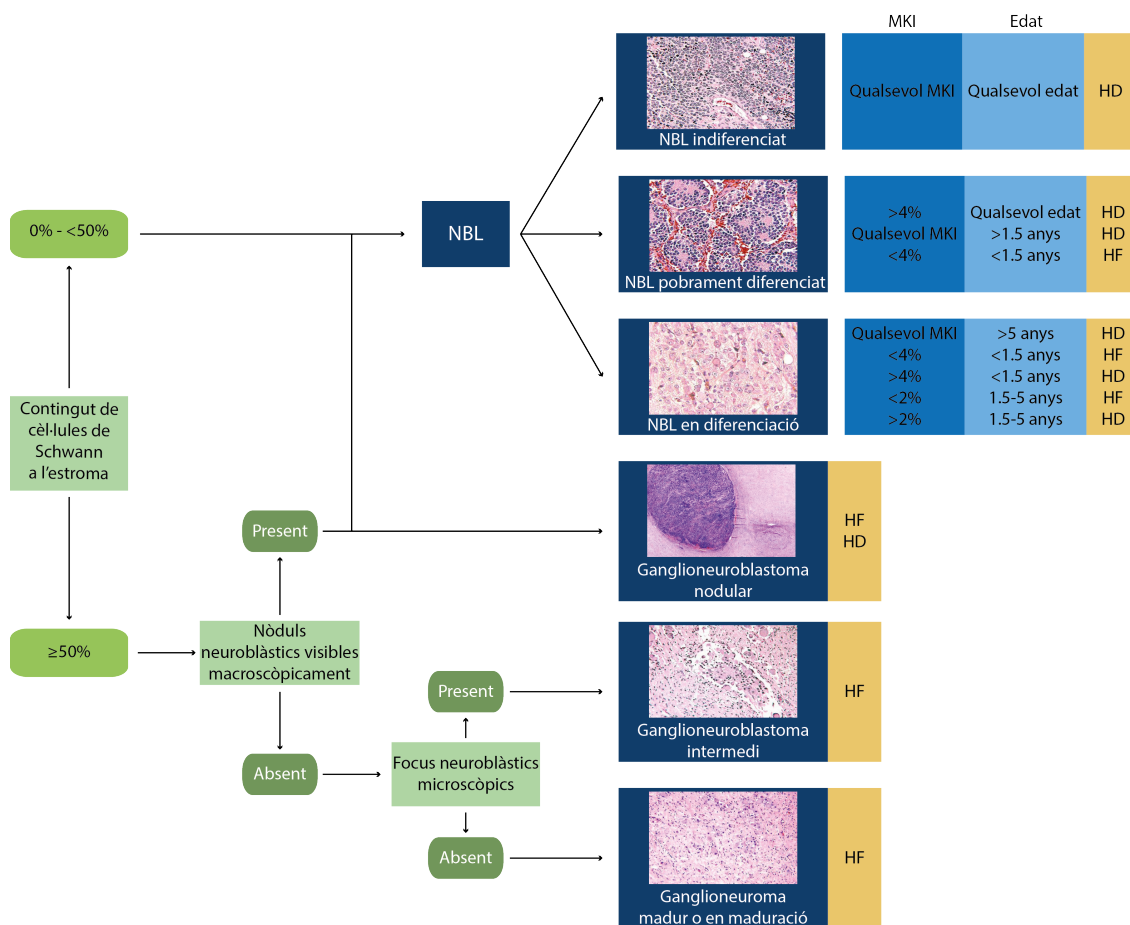 MKI
Edat
NBL indiferenciat
Qualsevol MKI
Qualsevol edat
HD
0% - <50%
NBL
NBL pobrament diferenciat
>4%
Qualsevol edat
HD
Qualsevol MKI
>1.5 anys
HD
<4%
<1.5 anys
HF
NBL en diferenciació
Qualsevol MKI
>5 anys
HD
<4%
<1.5 anys
HF
>4%
<1.5 anys
HD
<2%
1.5-5 anys
HF
>2%
1.5-5 anys
HD
Contingut de
cèl·lules de
Schwann
a l'estroma
Present
Ganglioneuroblastoma
nodular
HF
HD
≥50%
Nòduls
neuroblàstics visibles
macroscòpicament
Present
Ganglioneuroblastoma
intermedi
HF
Absent
Focus neuroblàstics
microscòpics
Absent
Ganglioneuroma
madur o en maduració
HF